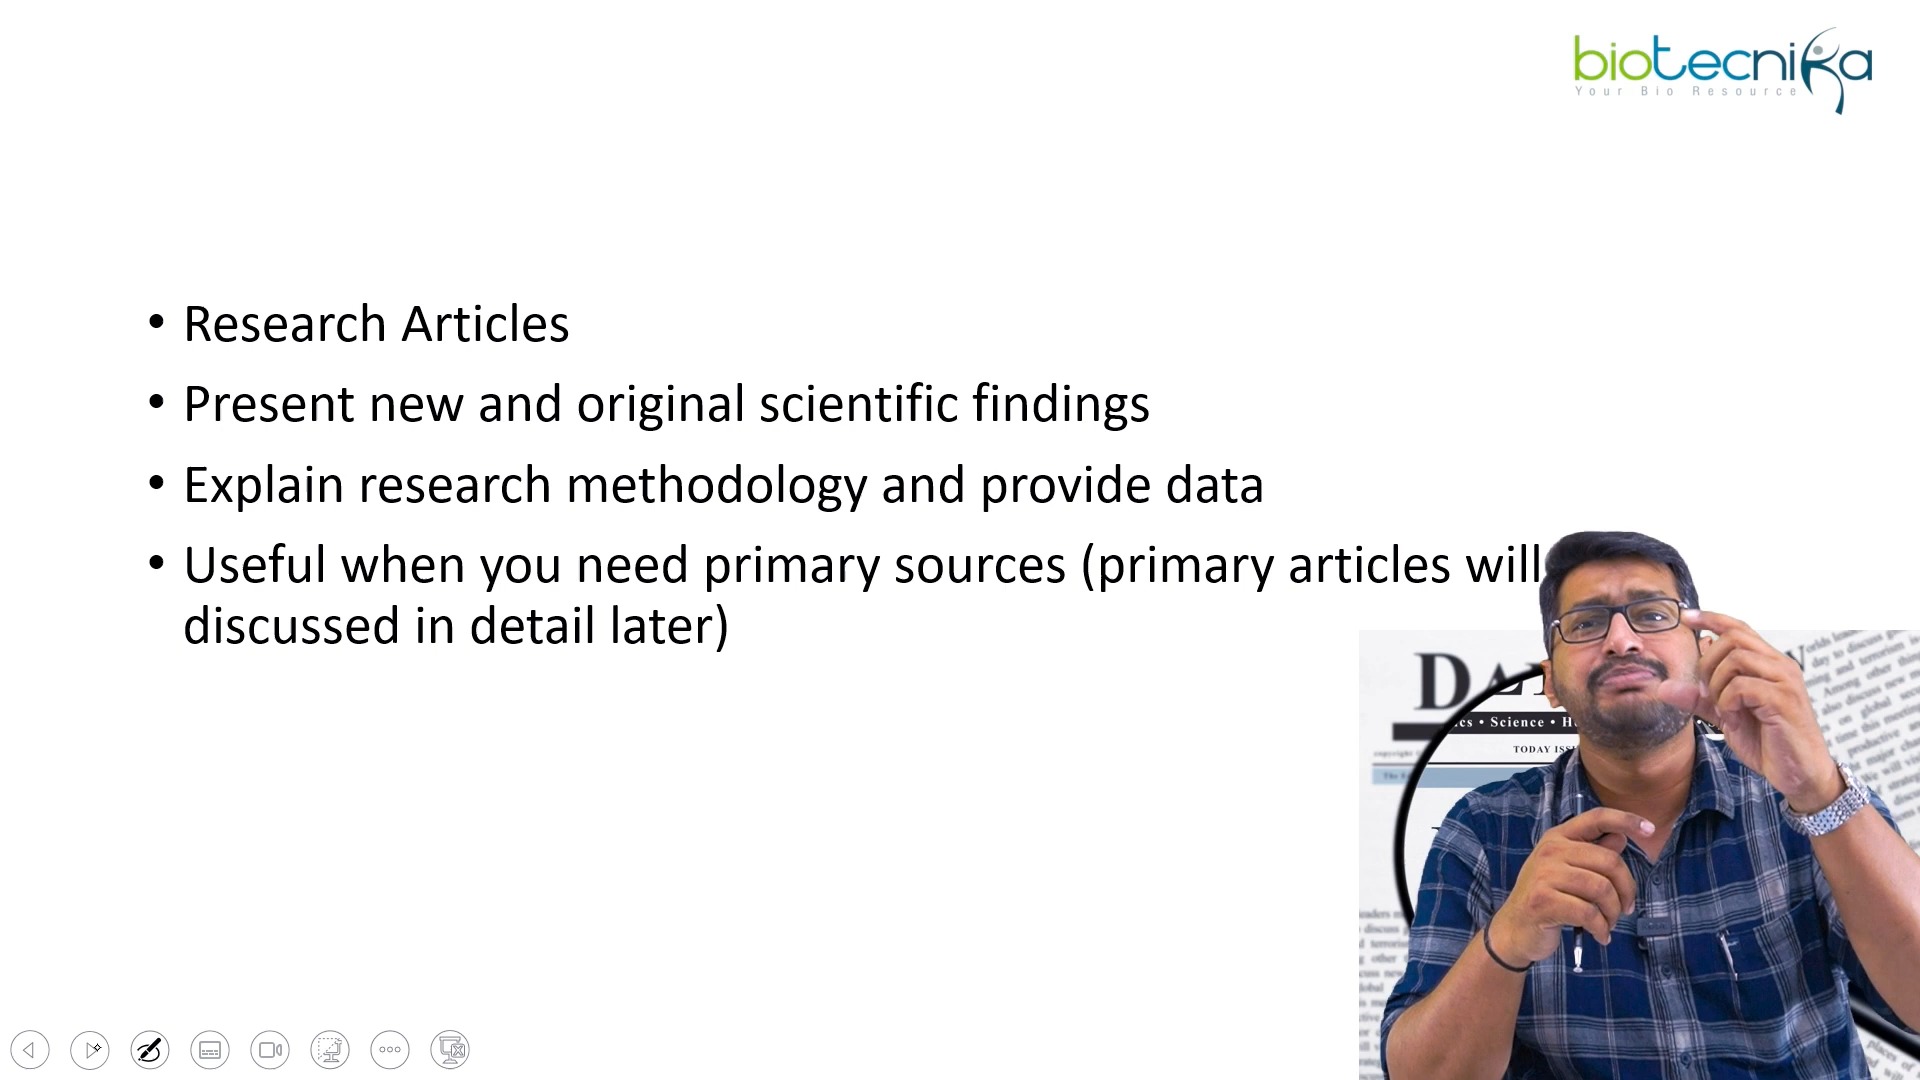 biotecnika
Your Bio Resource
• Research Articles
• Present new and original scientific findings
• Explain research methodology and provide data
• Useful when you need primary sources (primary articles will
discussed in detail later)
Science •
TODAY